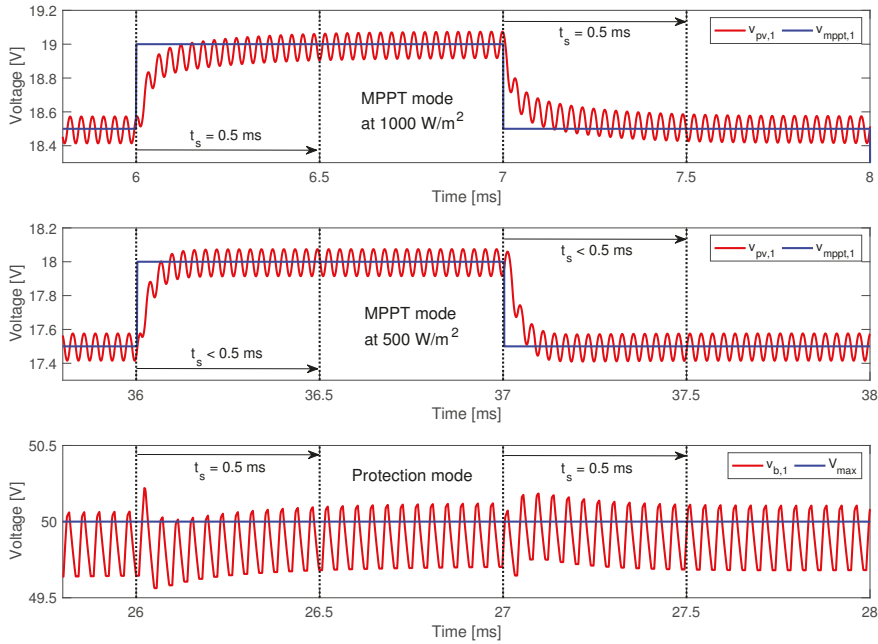 19.2
19
18.8
18.6
18.4
Voltage [V]
t_s = 0.5 ms
t_s = 0.5 ms
MPPT mode
at 1000 W/m²
v_pv,1 v_mppt,1
6 6.5 7 7.5 8
Time [ms]
18.2
18
17.8
17.6
17.4
Voltage [V]
t_s < 0.5 ms
t_s < 0.5 ms
MPPT mode
at 500 W/m²
v_pv,1 v_mppt,1
36 36.5 37 37.5 38
Time [ms]
50.5
50
49.5
Voltage [V]
t_s = 0.5 ms
Protection mode
t_s = 0.5 ms
v_b,1 V_max
26 26.5 27 27.5 28
Time [ms]